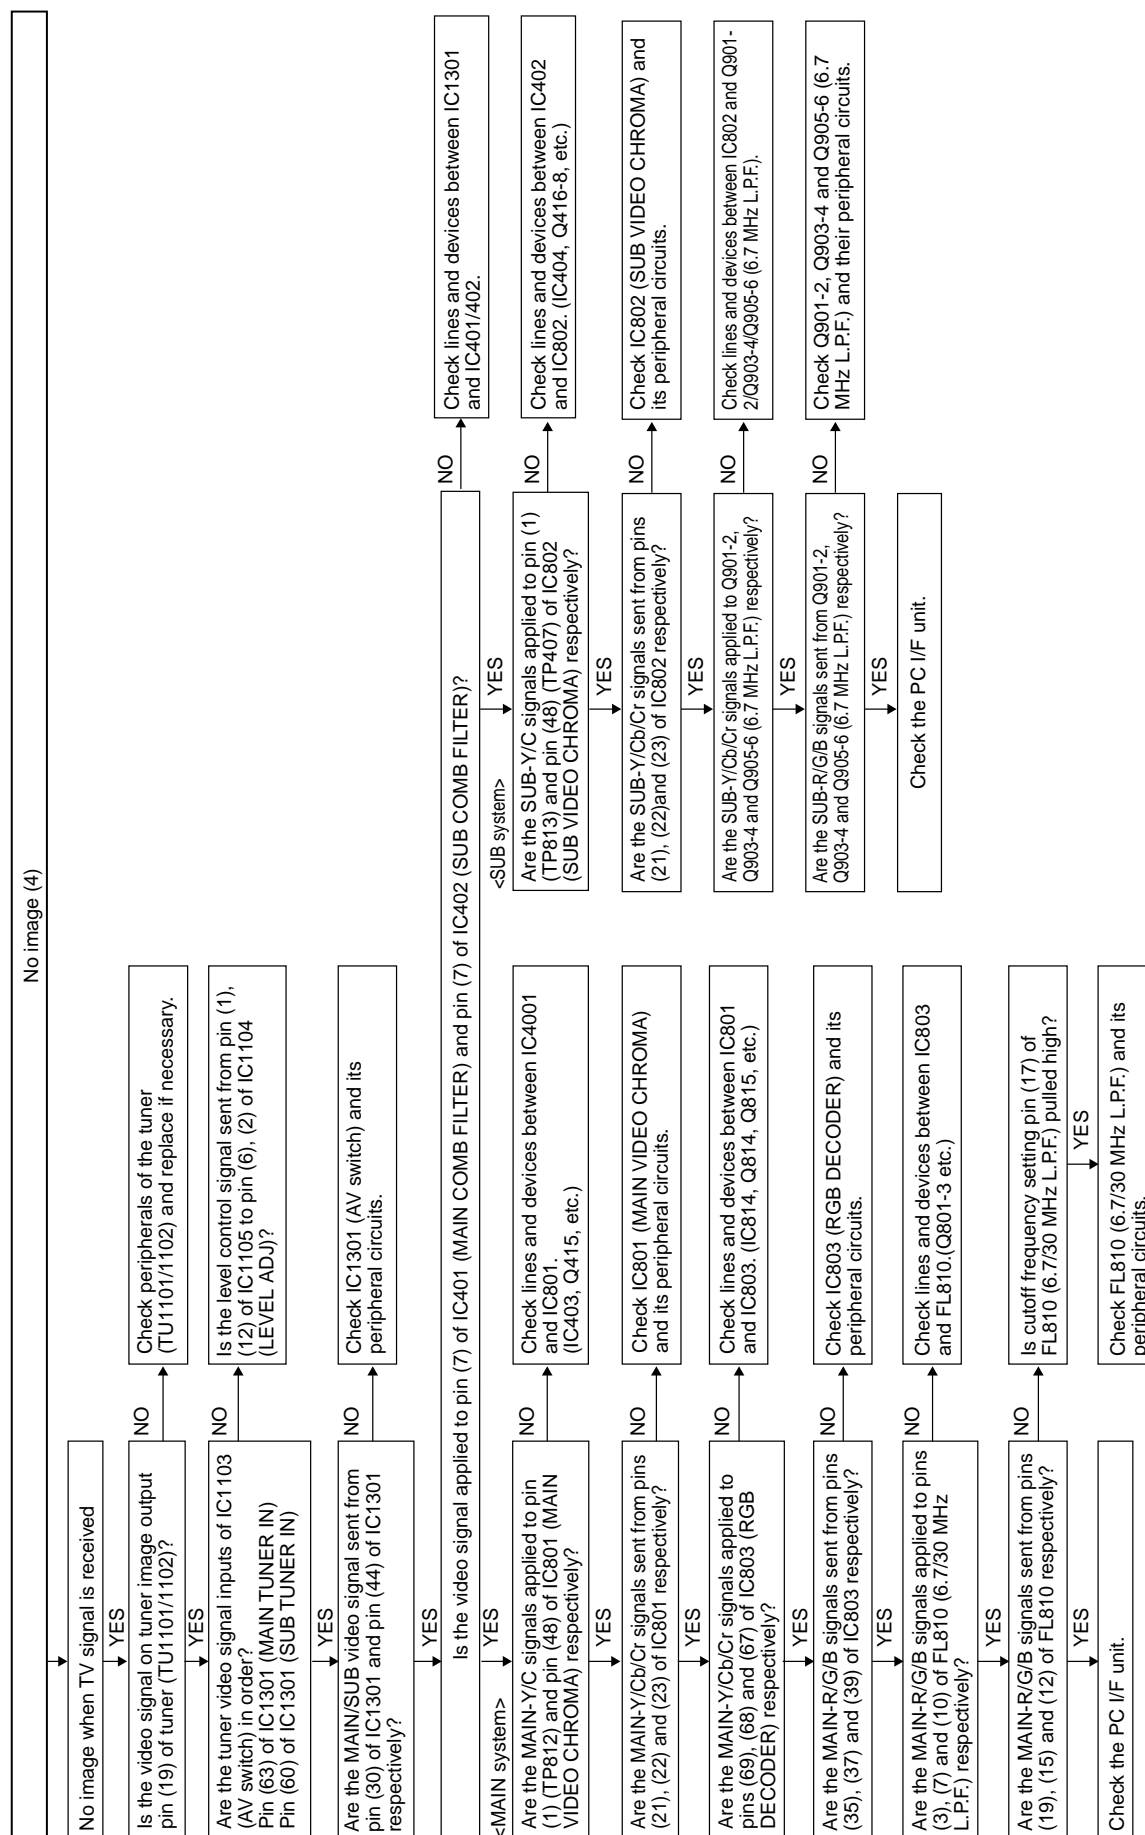 No image (4)
No image when TV signal is received
YES
Is the video signal on tuner image output
pin (19) of tuner (TU1101/1102)?
NO
Check peripherals of the tuner
(TU1101/1102) and replace if necessary.
YES
Are the tuner video signal inputs of IC1103
(AV switch) in order?
Pin (63) of IC1301 (MAIN TUNER IN)
Pin (60) of IC1301 (SUB TUNER IN)
NO
Is the level control signal sent from pin (1),
(12) of IC1105 to pin (6), (2) of IC1104
(LEVEL ADJ)?
YES
Are the MAIN/SUB video signal sent from
pin (30) of IC1301 and pin (44) of IC1301
respectively?
NO
Check IC1301 (AV switch) and its
peripheral circuits.
YES
Is the video signal applied to pin (7) of IC401 (MAIN COMB FILTER) and pin (7) of IC402 (SUB COMB FILTER)?
NO
Check lines and devices between IC1301
and IC401/402.
<MAIN system>
YES
Are the MAIN-Y/C signals applied to pin
(1) (TP812) and pin (48) of IC801 (MAIN
VIDEO CHROMA) respectively?
NO
Check lines and devices between IC4001
and IC801.
(IC403, Q415, etc.)
YES
Are the MAIN-Y/Cb/Cr signals sent from pins
(21), (22) and (23) of IC801 respectively?
NO
Check IC801 (MAIN VIDEO CHROMA)
and its peripheral circuits.
YES
Are the MAIN-Y/Cb/Cr signals applied to
pins (69), (68) and (67) of IC803 (RGB
DECODER) respectively?
NO
Check lines and devices between IC801
and IC803. (IC814, Q814, Q815, etc.)
YES
Are the MAIN-R/G/B signals sent from pins
(35), (37) and (39) of IC803 respectively?
NO
Check IC803 (RGB DECODER) and its
peripheral circuits.
YES
Are the MAIN-R/G/B signals applied to pins
(3), (7) and (10) of FL810 (6.7/30 MHz
L.P.F.) respectively?
NO
Check lines and devices between IC803
and FL810.(Q801-3 etc.)
YES
Are the MAIN-R/G/B signals sent from pins
(19), (15) and (12) of FL810 respectively?
NO
Is cutoff frequency setting pin (17) of
FL810 (6.7/30 MHz L.P.F.) pulled high?
YES
Check FL810 (6.7/30 MHz L.P.F.) and its
peripheral circuits.
YES
Check the PC I/F unit.
<SUB system>
YES
Are the SUB-Y/C signals applied to pin (1)
(TP813) and pin (48) (TP407) of IC802
(SUB VIDEO CHROMA) respectively?
NO
Check lines and devices between IC402
and IC802. (IC404, Q416-8, etc.)
YES
Are the SUB-Y/Cb/Cr signals sent from pins
(21), (22)and (23) of IC802 respectively?
NO
Check IC802 (SUB VIDEO CHROMA) and
its peripheral circuits.
YES
Are the SUB-Y/Cb/Cr signals applied to Q901-2,
Q903-4 and Q905-6 (6.7 MHz L.P.F.) respectively?
NO
Check lines and devices between IC802 and Q901-
2/Q903-4/Q905-6 (6.7 MHz L.P.F.).
YES
Are the SUB-R/G/B signals sent from Q901-2,
Q903-4 and Q905-6 (6.7 MHz L.P.F.) respectively?
NO
Check Q901-2, Q903-4 and Q905-6 (6.7
MHz L.P.F.) and their peripheral circuits.
YES
Check the PC I/F unit.